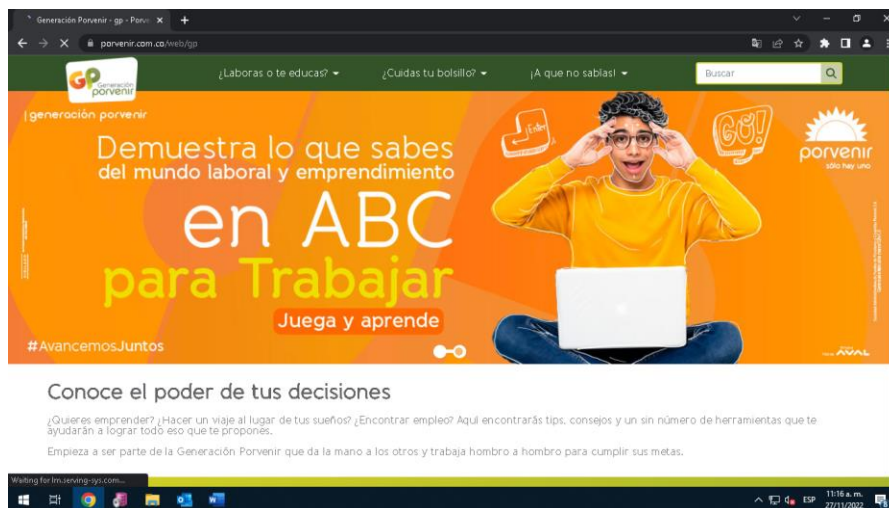 Generación Porvenir - gp - Porve
porvenir.com.co/web/gp
GP
Generación
porvenir
¿Laboras o te educas?
¿Cuidas tu bolsillo?
¡A que no sabías!
Buscar
generación porvenir
Demuestra lo que sabes
del mundo laboral y emprendimiento
en ABC
para Trabajar
Juega y aprende
#AvancemosJuntos
Enter
GO!
porvenir
sólo hay uno
AVAL
Conoce el poder de tus decisiones
¿Quieres emprender? ¿Hacer un viaje al lugar de tus sueños? ¿Encontrar empleo? Aquí encontrarás tips, consejos y un sin número de herramientas que te
ayudarán a lograr todo eso que te propones.
Empieza a ser parte de la Generación Porvenir que da la mano a los otros y trabaja hombro a hombro para cumplir sus metas.
Waiting for lm.serving-sys.com...
ESP
11:16 a. m.
27/11/2022